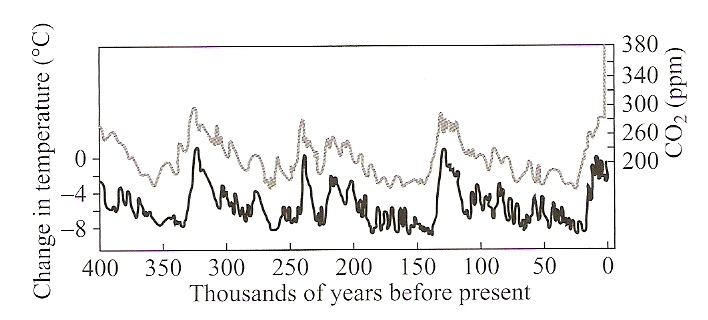 Change in temperature (°C)
0
−4
−8
380
340
300
260
200
CO2 (ppm)
400 350 300 250 200 150 100 50 0
Thousands of years before present